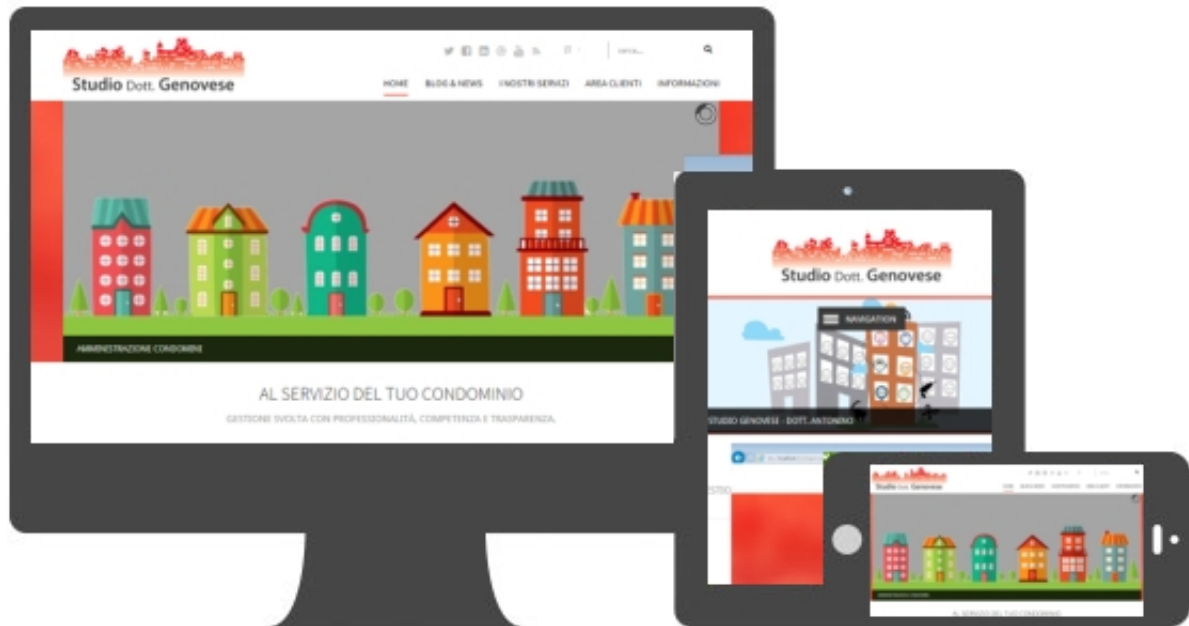 Studio Dott. Genovese
HOME BLOG & NEWS I NOSTRI SERVIZI AREA CLIENTI INFORMAZIONI
AMMINISTRAZIONE CONDOMINI
AL SERVIZIO DEL TUO CONDOMINIO
GESTIONE SVOLTA CON PROFESSIONALITÀ, COMPETENZA E TRASPARENZA.
Studio Dott. Genovese
NAVIGATION
STUDIO GENOVESE - DOTT. ANTONINO
Studio Dott. Genovese
HOME
AL SERVIZIO DEL TUO CONDOMINIO